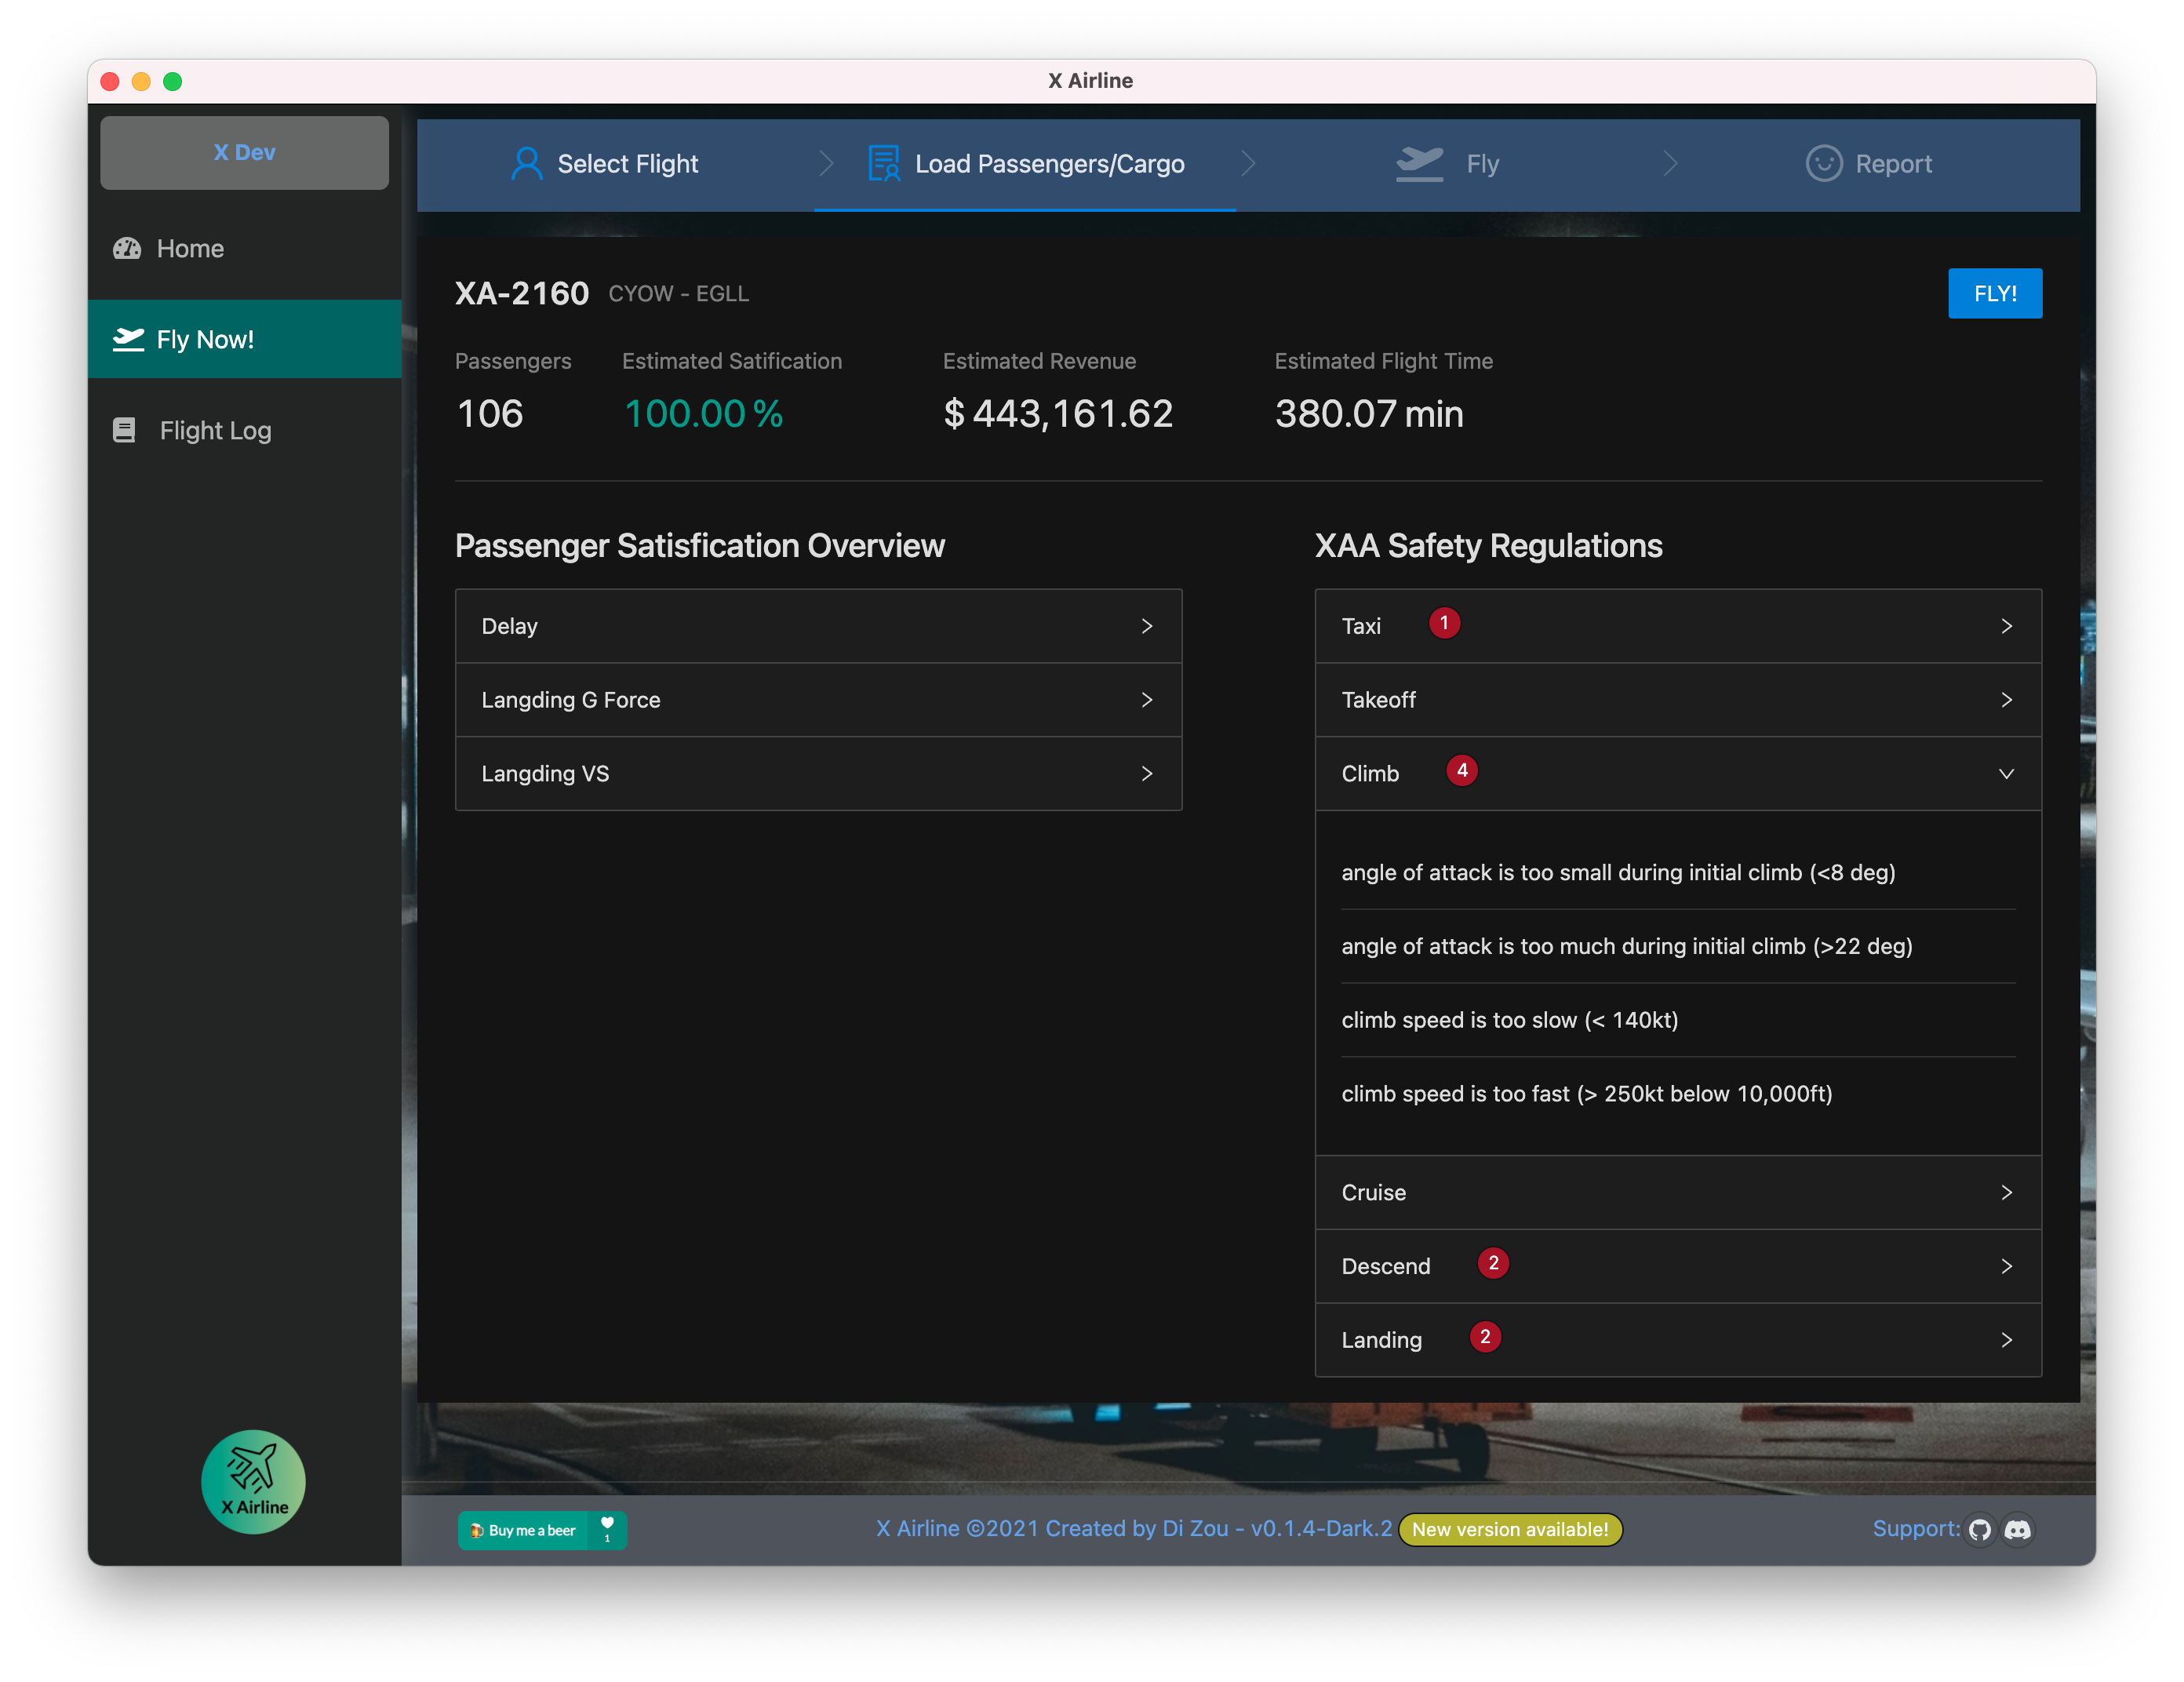 X Airline
X Dev
Home
Fly Now!
Flight Log
X Airline
Select Flight
Load Passengers/Cargo
Fly
Report
XA-2160 CYOW - EGLL
FLY!
Passengers
106
Estimated Satification
100.00 %
Estimated Revenue
$ 443,161.62
Estimated Flight Time
380.07 min
Passenger Satisfication Overview
Delay
Langding G Force
Langding VS
XAA Safety Regulations
Taxi 1
Takeoff
Climb 4
angle of attack is too small during initial climb (<8 deg)
angle of attack is too much during initial climb (>22 deg)
climb speed is too slow (< 140kt)
climb speed is too fast (> 250kt below 10,000ft)
Cruise
Descend 2
Landing 2
Buy me a beer 1
X Airline ©2021 Created by Di Zou - v0.1.4-Dark.2 New version available!
Support: